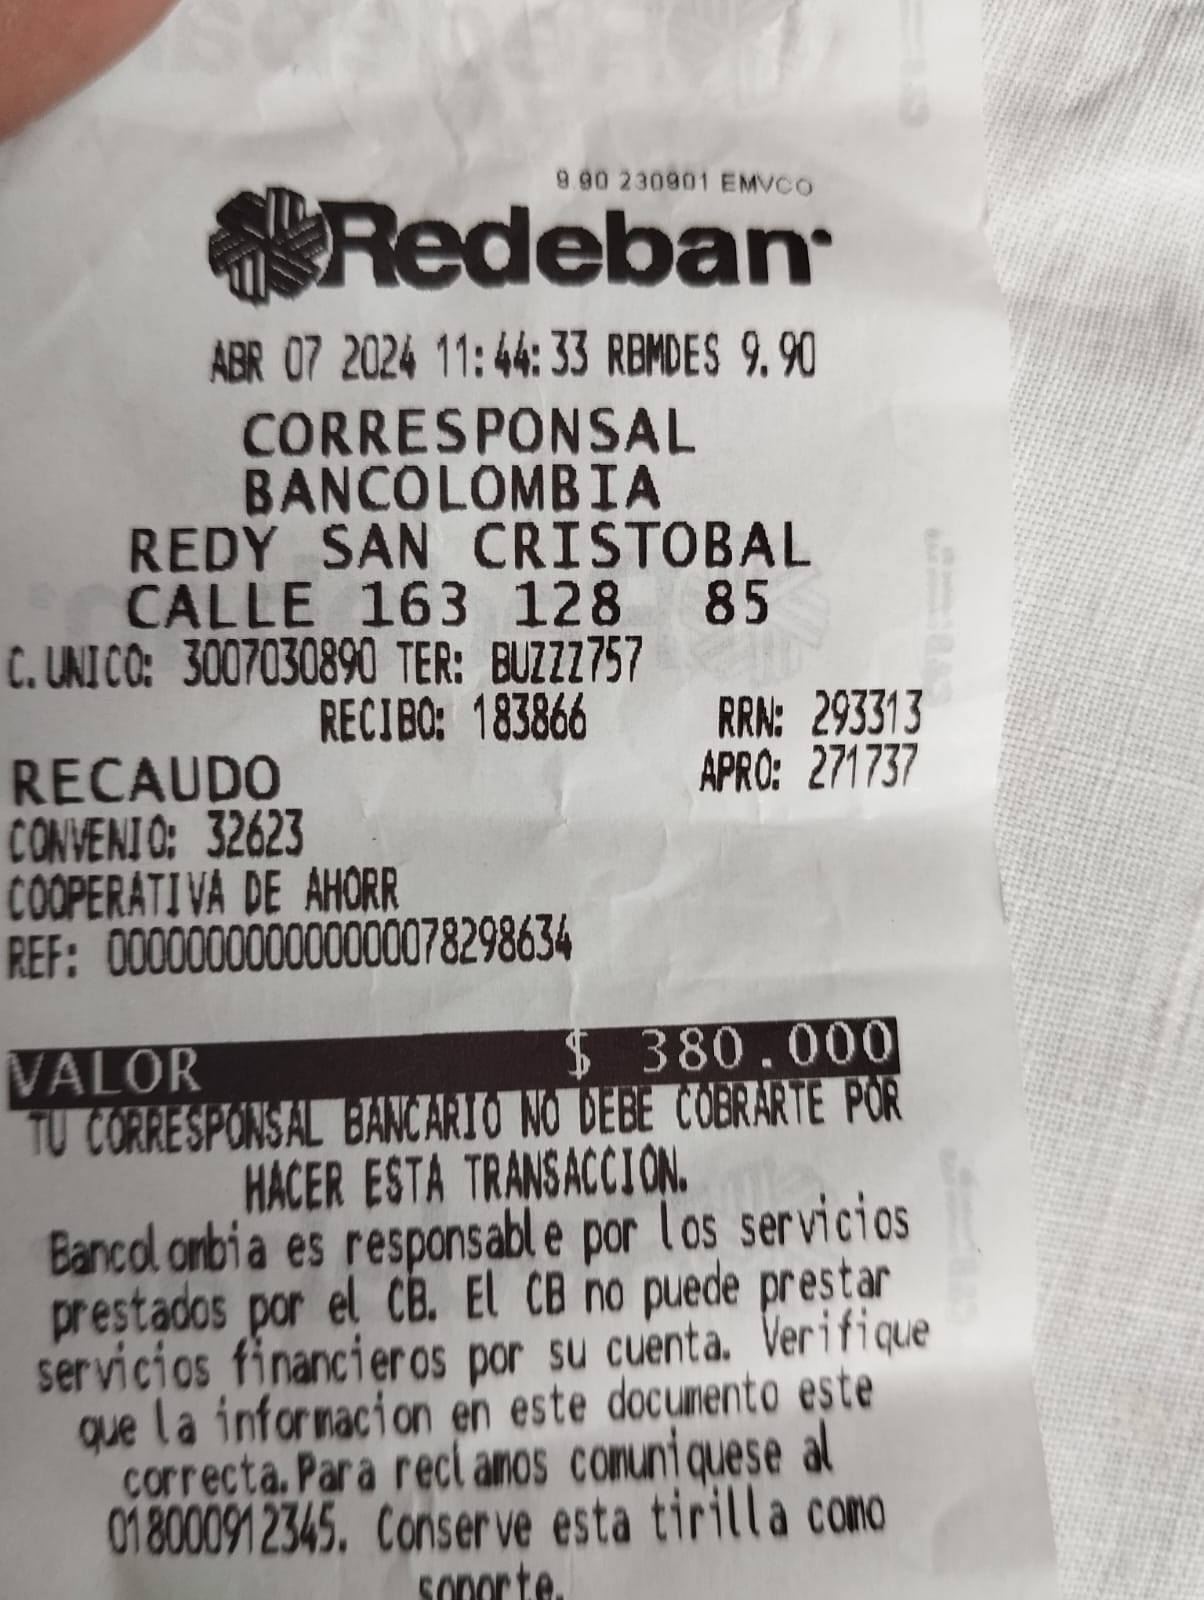 9.90 230901 EMVCO
Redeban
ABR 07 2024 11:44:33 RBMDES 9.90
CORRESPONSAL
BANCOLOMBIA
REDY SAN CRISTOBAL
CALLE 163 128 85
C. UNICO: 3007030890 TER: BUZZZ757
RECIBO: 183866 RRN: 293313
RECAUDO APRO: 271737
CONVENIO: 32623
COOPERATIVA DE AHORR
REF: 0000000000000000078298634
VALOR $ 380.000
TU CORRESPONSAL BANCARIO NO DEBE COBRARTE POR
HACER ESTA TRANSACCION.
Bancolombia es responsable por los servicios
prestados por el CB. El CB no puede prestar
servicios financieros por su cuenta. Verifique
que la informacion en este documento este
correcta. Para reclamos comuniquese al
018000912345. Conserve esta tirilla como
soporte.